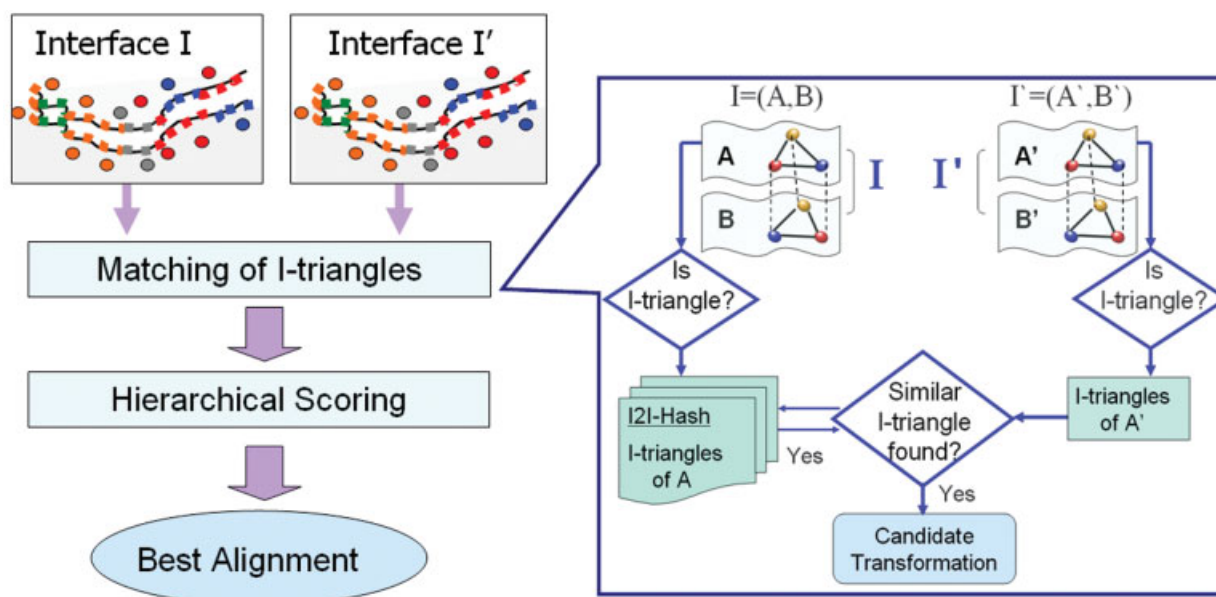 Interface I
Interface I'
Matching of I-triangles
Hierarchical Scoring
Best Alignment
I=(A,B)
I`=(A`,B`)
A
B
I
I'
A'
B'
Is
I-triangle?
Is
I-triangle?
I2I-Hash
I-triangles
of A
Yes
Similar
I-triangle
found?
I-triangles
of A'
Yes
Candidate
Transformation